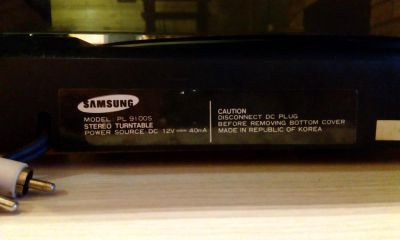 SAMSUNG
MODEL: PL 9100S
STEREO TURNTABLE
POWER SOURCE: DC 12V ⎓ 40mA
CAUTION
DISCONNECT DC PLUG
BEFORE REMOVING BOTTOM COVER
MADE IN REPUBLIC OF KOREA